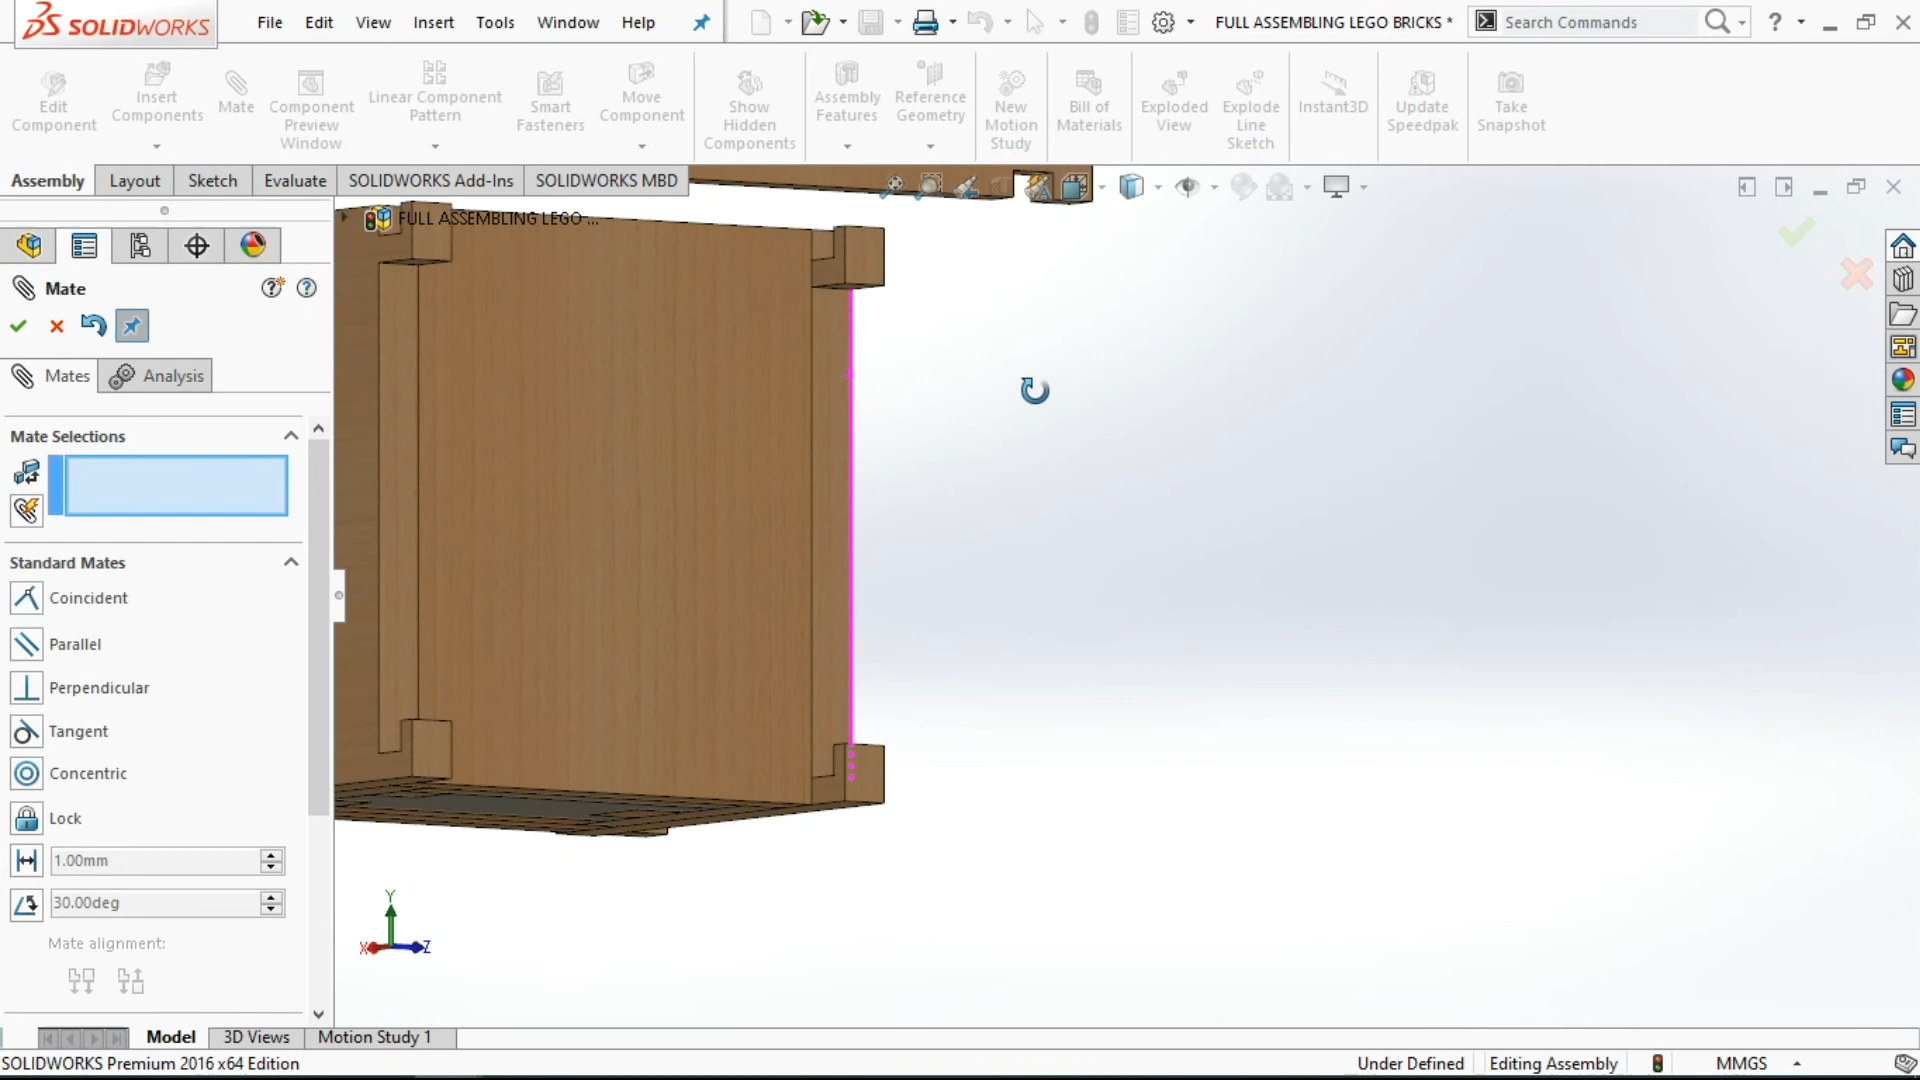 SOLIDWORKS
File Edit View Insert Tools Window Help
FULL ASSEMBLING LEGO BRICKS *
Search Commands
Edit Component
Insert Components
Mate
Component Preview Window
Linear Component Pattern
Smart Fasteners
Move Component
Show Hidden Components
Assembly Features
Reference Geometry
New Motion Study
Bill of Materials
Exploded View
Explode Line Sketch
Instant3D
Update Speedpak
Take Snapshot
Assembly Layout Sketch Evaluate SOLIDWORKS Add-Ins SOLIDWORKS MBD
FULL ASSEMBLING LEGO ...
Mate
Mates Analysis
Mate Selections
Standard Mates
Coincident
Parallel
Perpendicular
Tangent
Concentric
Lock
1.00mm
30.00deg
Mate alignment:
Y
X Z
Model 3D Views Motion Study 1
SOLIDWORKS Premium 2016 x64 Edition
Under Defined Editing Assembly MMGS